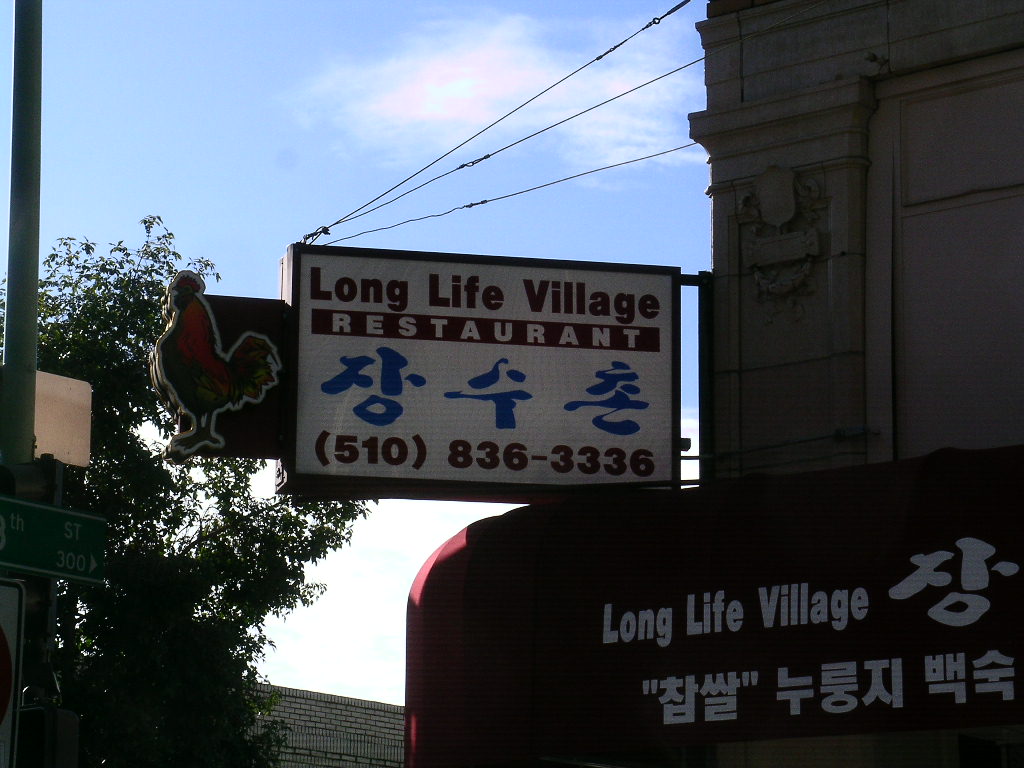 Long Life Village
RESTAURANT
장수촌
(510) 836-3336
th ST
300
Long Life Village 장
"찹쌀" 누룽지 백숙